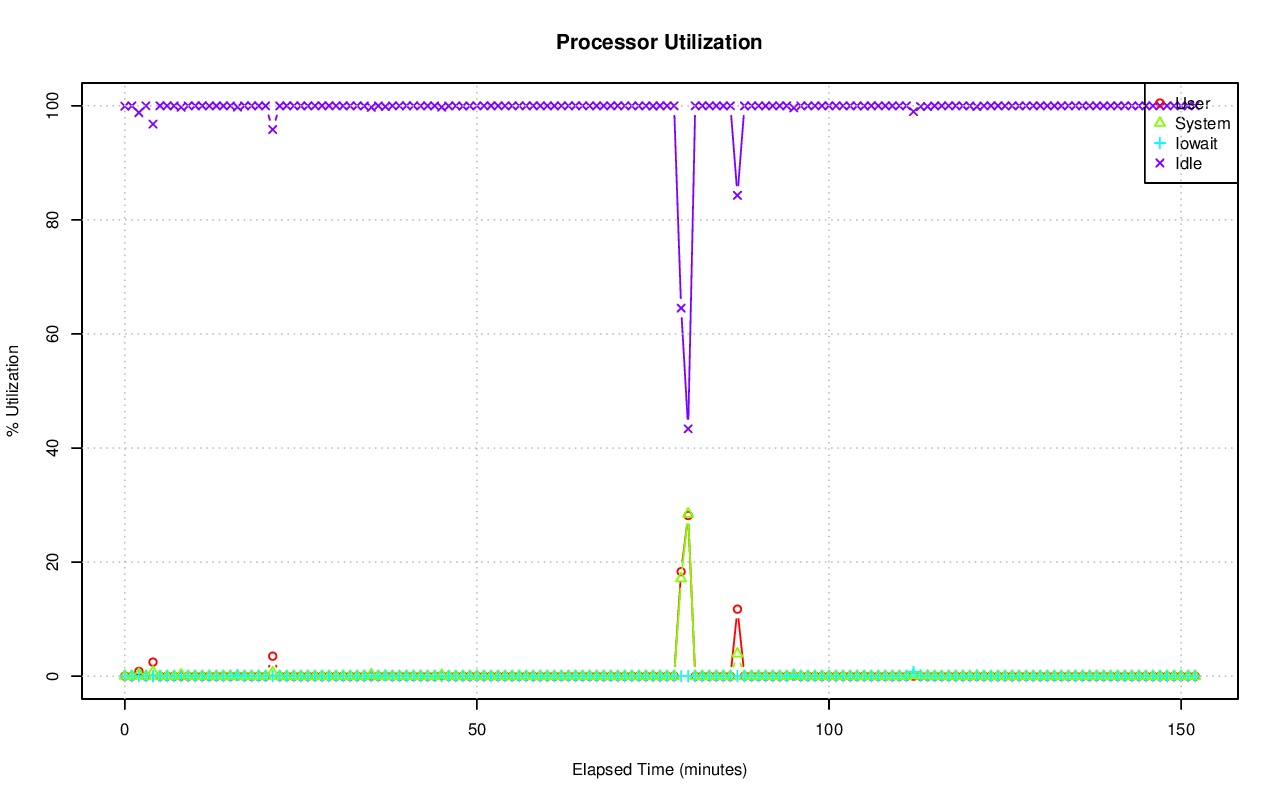 Processor Utilization
% Utilization
100
80
60
40
20
0
User
System
Iowait
Idle
0 50 100 150
Elapsed Time (minutes)